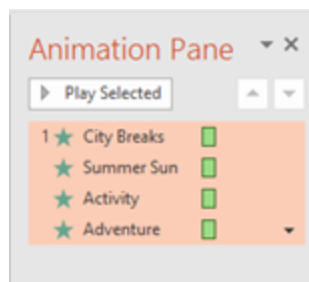 Animation Pane
Play Selected
1 City Breaks
Summer Sun
Activity
Adventure